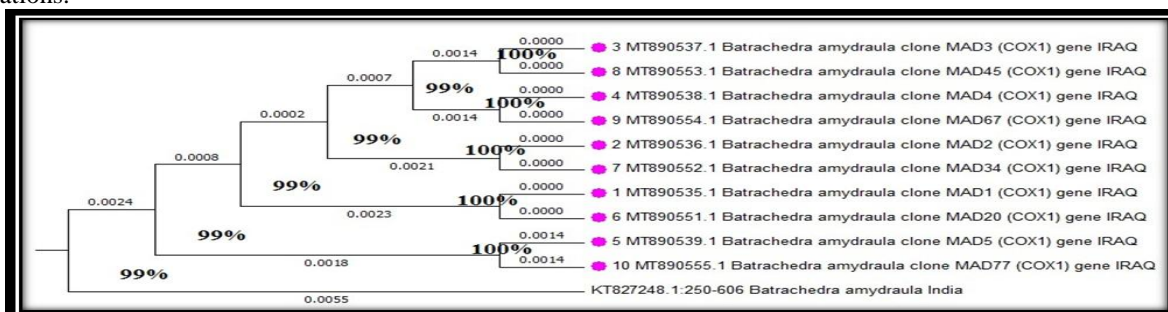 ations.
0.0000
0.0014 100% 3 MT890537.1 Batrachedra amydraula clone MAD3 (COX1) gene IRAQ
0.0007 0.0000 8 MT890553.1 Batrachedra amydraula clone MAD45 (COX1) gene IRAQ
99% 0.0000 4 MT890538.1 Batrachedra amydraula clone MAD4 (COX1) gene IRAQ
100%
0.0002 0.0014 0.0000 9 MT890554.1 Batrachedra amydraula clone MAD67 (COX1) gene IRAQ
99% 0.0000 2 MT890536.1 Batrachedra amydraula clone MAD2 (COX1) gene IRAQ
100%
0.0008 0.0021 0.0000 7 MT890552.1 Batrachedra amydraula clone MAD34 (COX1) gene IRAQ
99% 0.0000 1 MT890535.1 Batrachedra amydraula clone MAD1 (COX1) gene IRAQ
100%
0.0024 0.0023 0.0000 6 MT890551.1 Batrachedra amydraula clone MAD20 (COX1) gene IRAQ
99% 0.0014 5 MT890539.1 Batrachedra amydraula clone MAD5 (COX1) gene IRAQ
100%
0.0018 0.0014 10 MT890555.1 Batrachedra amydraula clone MAD77 (COX1) gene IRAQ
99%
0.0055 KT827248.1:250-606 Batrachedra amydraula India